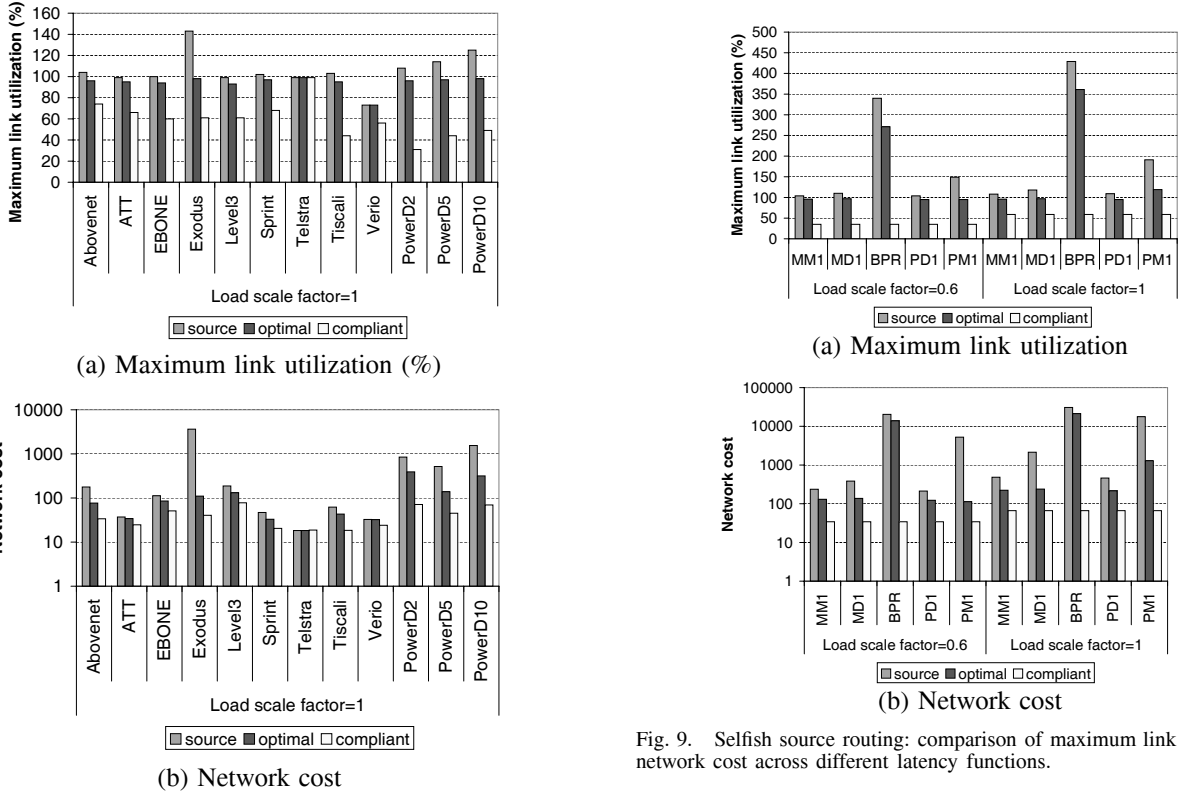 Maximum link utilization (%)
160
140
120
100
80
60
40
20
0
Abovenet
ATT
EBONE
Exodus
Level3
Sprint
Telstra
Tiscali
Verio
PowerD2
PowerD5
PowerD10
Load scale factor=1
source optimal compliant
(a) Maximum link utilization (%)
10000
1000
100
10
1
Abovenet
ATT
EBONE
Exodus
Level3
Sprint
Telstra
Tiscali
Verio
PowerD2
PowerD5
PowerD10
Load scale factor=1
source optimal compliant
(b) Network cost
Maximum link utilization (%)
500
450
400
350
300
250
200
150
100
50
0
MM1 MD1 BPR PD1 PM1 MM1 MD1 BPR PD1 PM1
Load scale factor=0.6 Load scale factor=1
source optimal compliant
(a) Maximum link utilization
Network cost
100000
10000
1000
100
10
1
MM1
MD1
BPR
PD1
PM1
MM1
MD1
BPR
PD1
PM1
Load scale factor=0.6 Load scale factor=1
source optimal compliant
(b) Network cost
Fig. 9. Selfish source routing: comparison of maximum link
network cost across different latency functions.